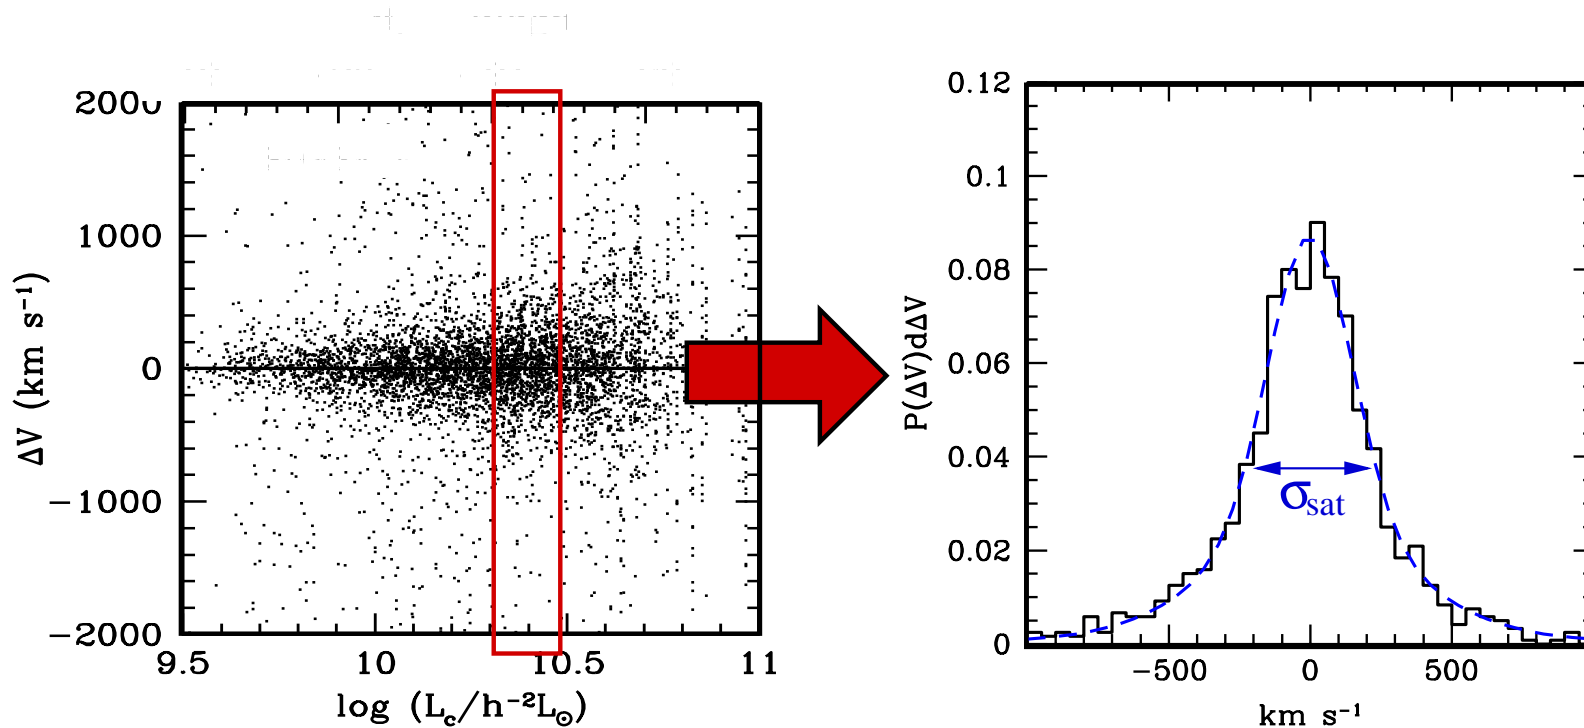 2000
1000
0
−1000
−2000
9.5 10 10.5 11
ΔV (km s⁻¹)
log (L_c/h⁻²L_⊙)
0.12
0.1
0.08
0.06
0.04
0.02
0
−500 0 500
P(ΔV)dΔV
km s⁻¹
σ_sat